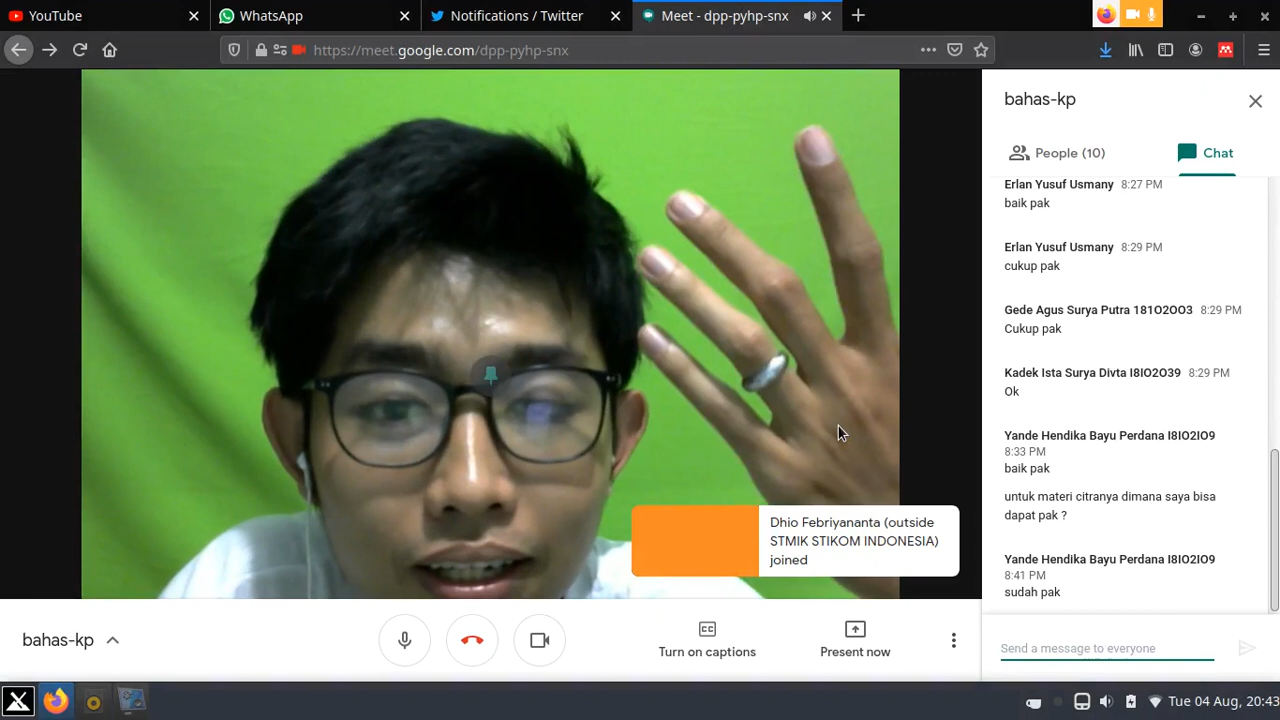 YouTube
WhatsApp
Notifications / Twitter
Meet - dpp-pyhp-snx
https://meet.google.com/dpp-pyhp-snx
bahas-kp
People (10)
Chat
Erlan Yusuf Usmany 8:27 PM
baik pak
Erlan Yusuf Usmany 8:29 PM
cukup pak
Gede Agus Surya Putra 181O2OO3 8:29 PM
Cukup pak
Kadek Ista Surya Divta I8IO2O39 8:29 PM
Ok
Yande Hendika Bayu Perdana I8IO2IO9
8:33 PM
baik pak
untuk materi citranya dimana saya bisa
dapat pak ?
Yande Hendika Bayu Perdana I8IO2IO9
8:41 PM
sudah pak
Dhio Febriyananta (outside
STMIK STIKOM INDONESIA)
joined
bahas-kp
Turn on captions
Present now
Send a message to everyone
Tue 04 Aug, 20:43